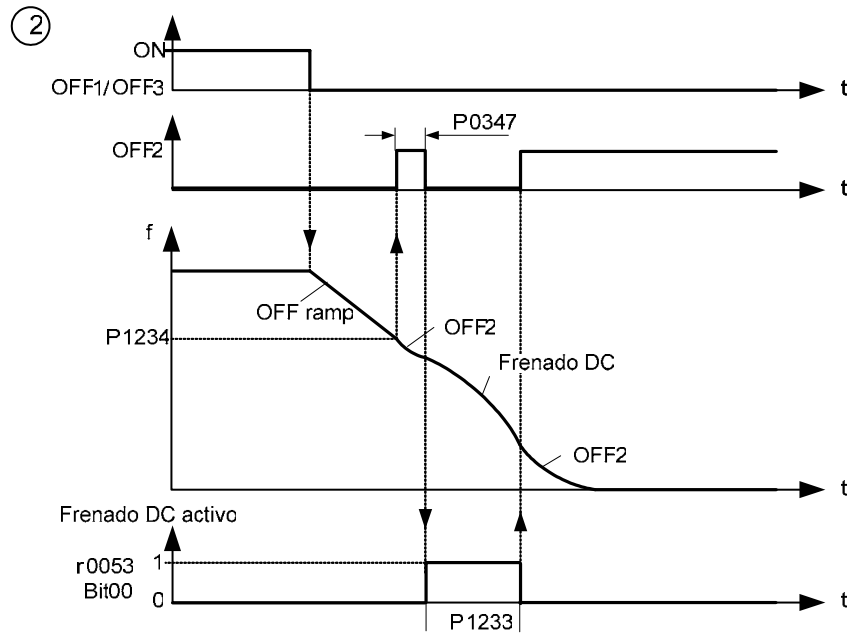 2
ON
OFF1/OFF3
t
P0347
OFF2
t
f
OFF ramp
P1234
OFF2
Frenado DC
OFF2
t
Frenado DC activo
r0053
Bit00
1
0
t
P1233